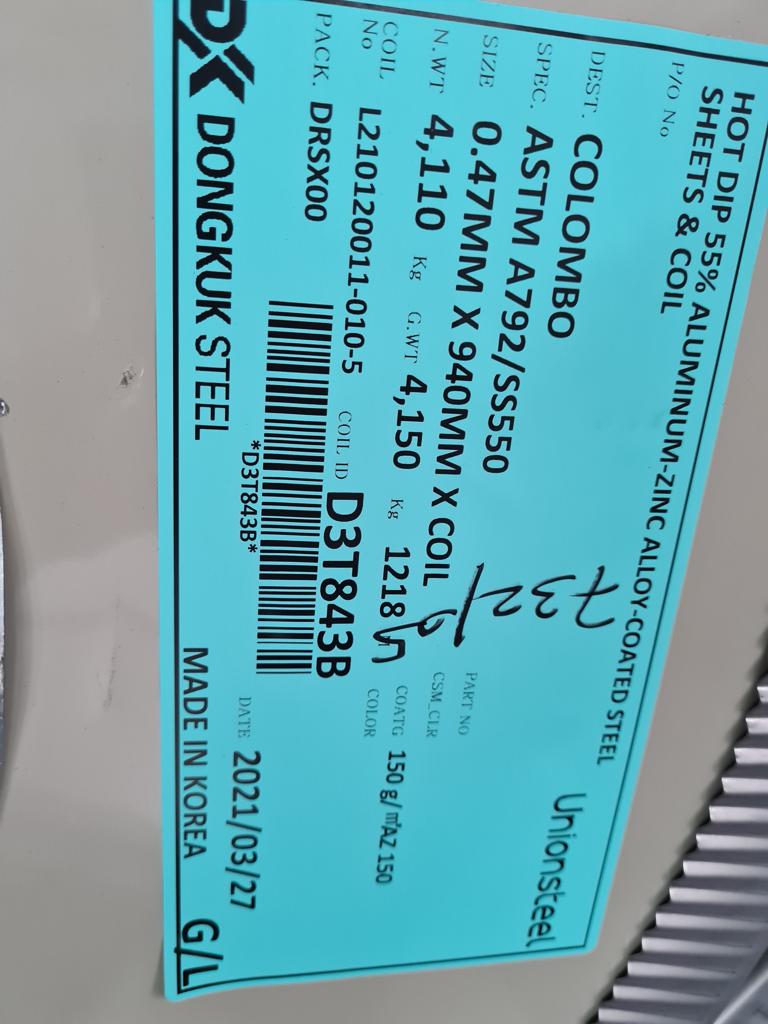 HOT DIP 55% ALUMINUM-ZINC ALLOY-COATED STEEL
SHEETS & COIL
P/O No
Unionsteel
DEST. COLOMBO
SPEC. ASTM A792/SS550
SIZE 0.47MM X 940MM X COIL
PART NO
N.WT 4,110 Kg G.WT 4,150 Kg 1218
CSM_CLR
COIL No L210120011-010-5 COIL ID D3T843B
COATG 150 g/㎡AZ 150
PACK. DRSX00
COLOR
*D3T843B*
DATE 2021/03/27
DK DONGKUK STEEL
MADE IN KOREA G/L